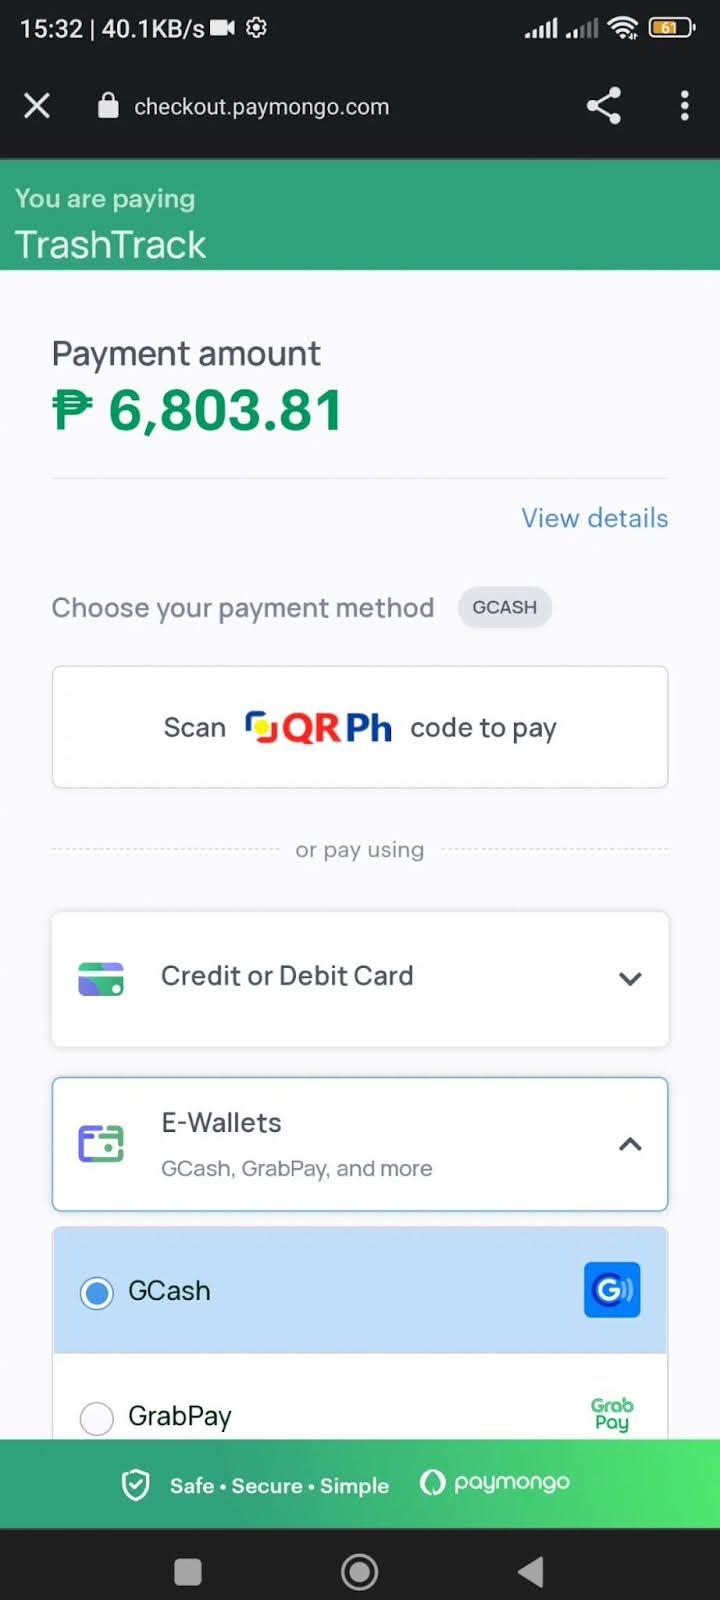 15:32 | 40.1KB/s 61
checkout.paymongo.com
You are paying
TrashTrack
Payment amount
₱ 6,803.81
View details
Choose your payment method GCASH
Scan QR Ph code to pay
or pay using
Credit or Debit Card
E-Wallets
GCash, GrabPay, and more
GCash G
GrabPay Grab
Pay
Safe • Secure • Simple paymongo